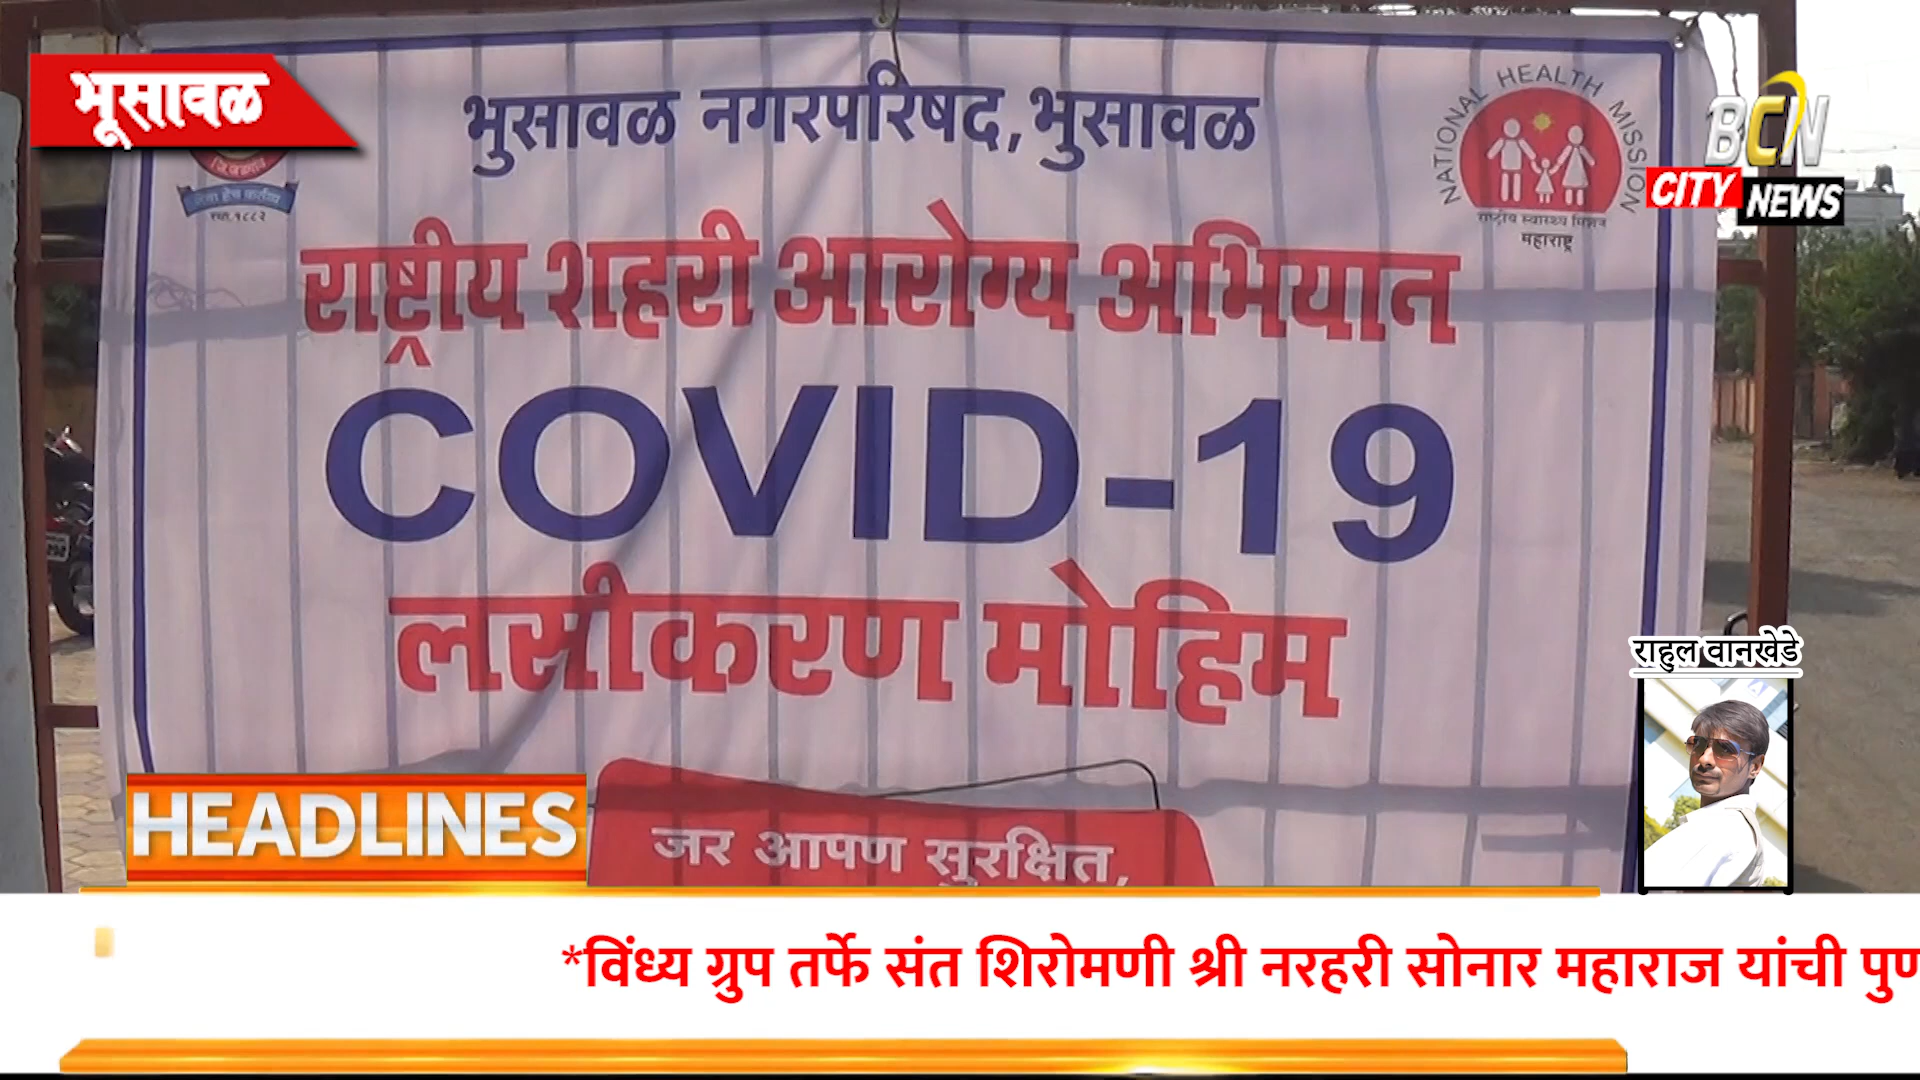 भूसावळ
भुसावळ नगरपरिषद, भुसावळ
NATIONAL HEALTH MISSION
राष्ट्रीय स्वास्थ्य मिशन
महाराष्ट्र
BCN
CITY NEWS
स्था.१८८२
राष्ट्रीय शहरी आरोग्य अभियान
COVID-19
लसीकरण मोहिम
राहुल वानखेडे
HEADLINES
जर आपण सुरक्षित,
*विंध्य ग्रुप तर्फे संत शिरोमणी श्री नरहरी सोनार महाराज यांची पुण